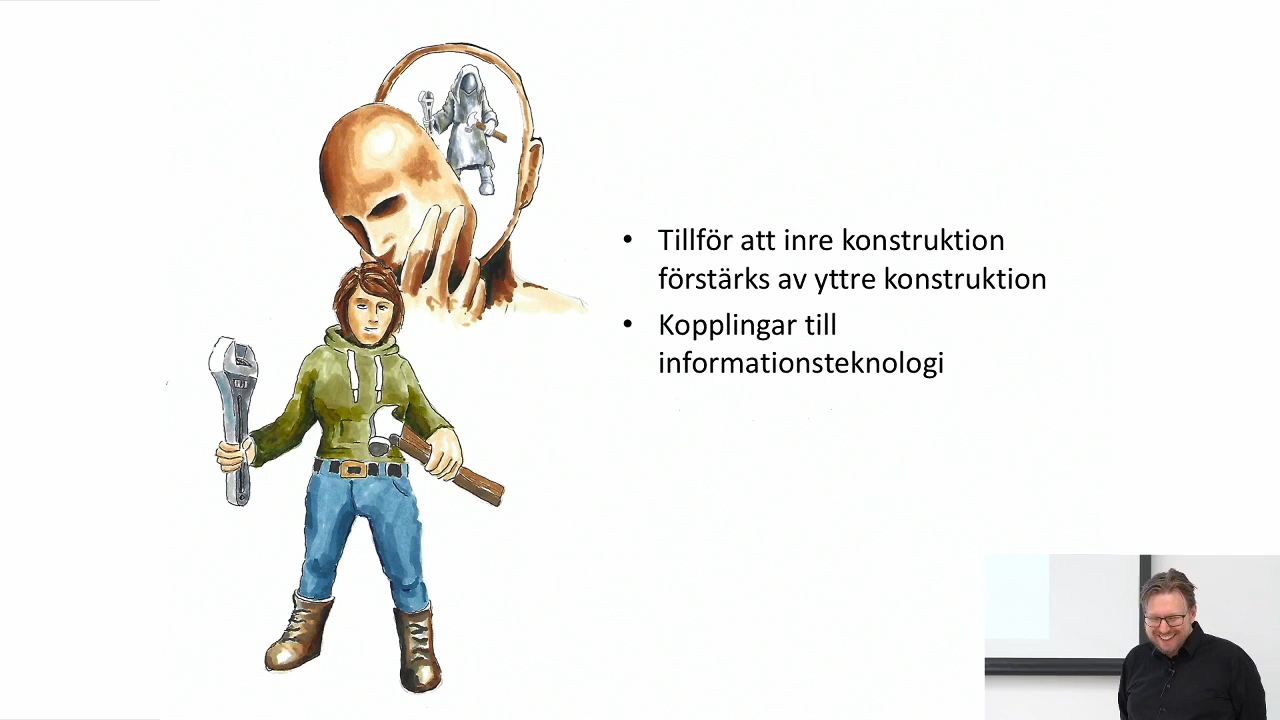 • Tillför att inre konstruktion
förstärks av yttre konstruktion
• Kopplingar till
informationsteknologi